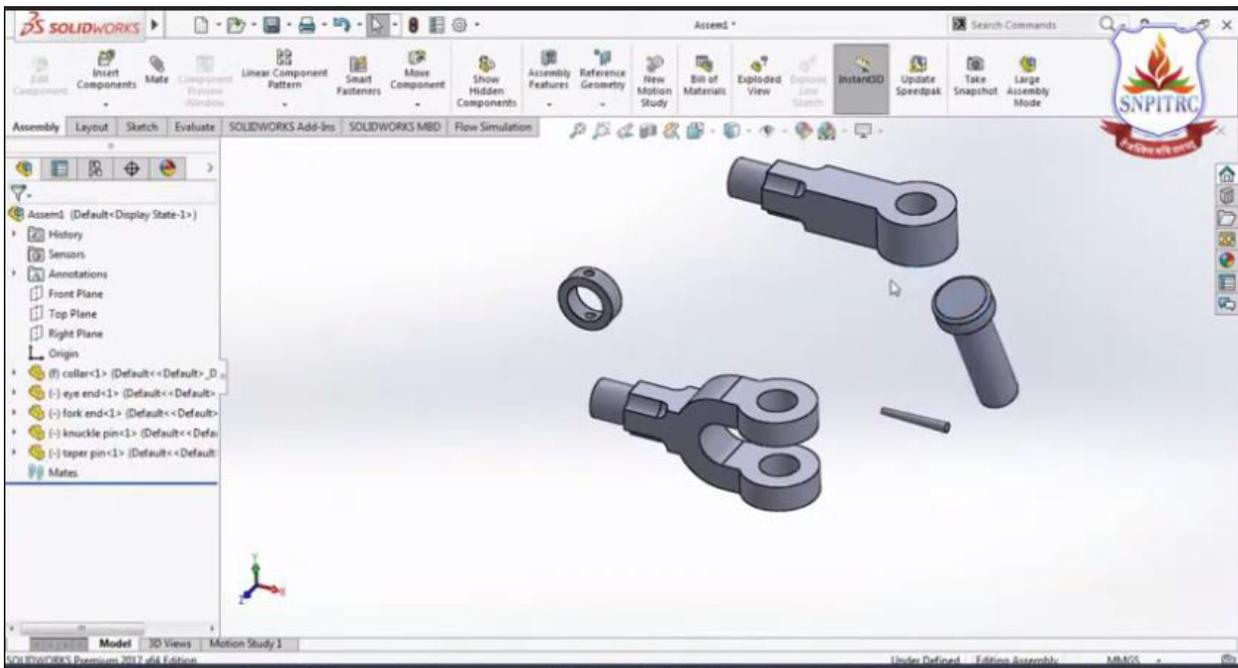 SOLIDWORKS
Assem1 *
Search Commands
Edit Component
Insert Components
Mate
Component Preview Window
Linear Component Pattern
Smart Fasteners
Move Component
Show Hidden Components
Assembly Features
Reference Geometry
New Motion Study
Bill of Materials
Exploded View
Explode Line Sketch
Instant3D
Update Speedpak
Take Snapshot
Large Assembly Mode
SNPITRC
Assembly Layout Sketch Evaluate SOLIDWORKS Add-Ins SOLIDWORKS MBD Flow Simulation
Assem1 (Default<Display State-1>)
History
Sensors
Annotations
Front Plane
Top Plane
Right Plane
Origin
(f) collar<1> (Default<<Default>_D
(-) eye end<1> (Default<<Default>
(-) fork end<1> (Default<<Default>
(-) knuckle pin<1> (Default<<Defau
(-) taper pin<1> (Default<<Default
Mates
Y
X
Z
Model 3D Views Motion Study 1
SOLIDWORKS Premium 2017 x64 Edition
Under Defined Editing Assembly MMGS